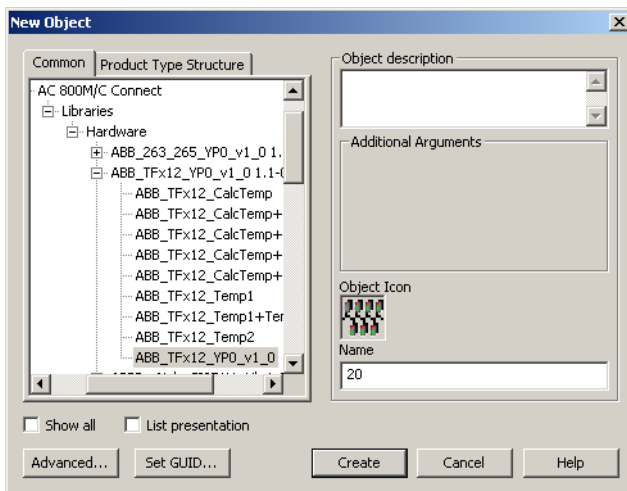 New Object
Common
Product Type Structure
AC 800M/C Connect
Libraries
Hardware
ABB_263_265_YP0_v1_0 1.
ABB_TFx12_YP0_v1_0 1.1-0
ABB_TFx12_CalcTemp
ABB_TFx12_CalcTemp+
ABB_TFx12_CalcTemp+
ABB_TFx12_CalcTemp+
ABB_TFx12_CalcTemp+
ABB_TFx12_Temp1
ABB_TFx12_Temp1+Ter
ABB_TFx12_Temp2
ABB_TFx12_YP0_v1_0
Show all
List presentation
Object description
Additional Arguments
Object Icon
Name
20
Advanced...
Set GUID...
Create
Cancel
Help